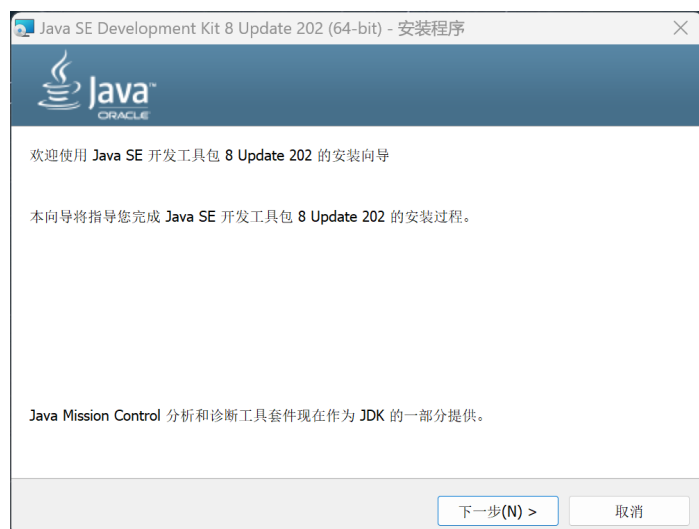 Java SE Development Kit 8 Update 202 (64-bit) - 安装程序
Java™
ORACLE
欢迎使用 Java SE 开发工具包 8 Update 202 的安装向导
本向导将指导您完成 Java SE 开发工具包 8 Update 202 的安装过程。
Java Mission Control 分析和诊断工具套件现在作为 JDK 的一部分提供。
下一步(N) >
取消